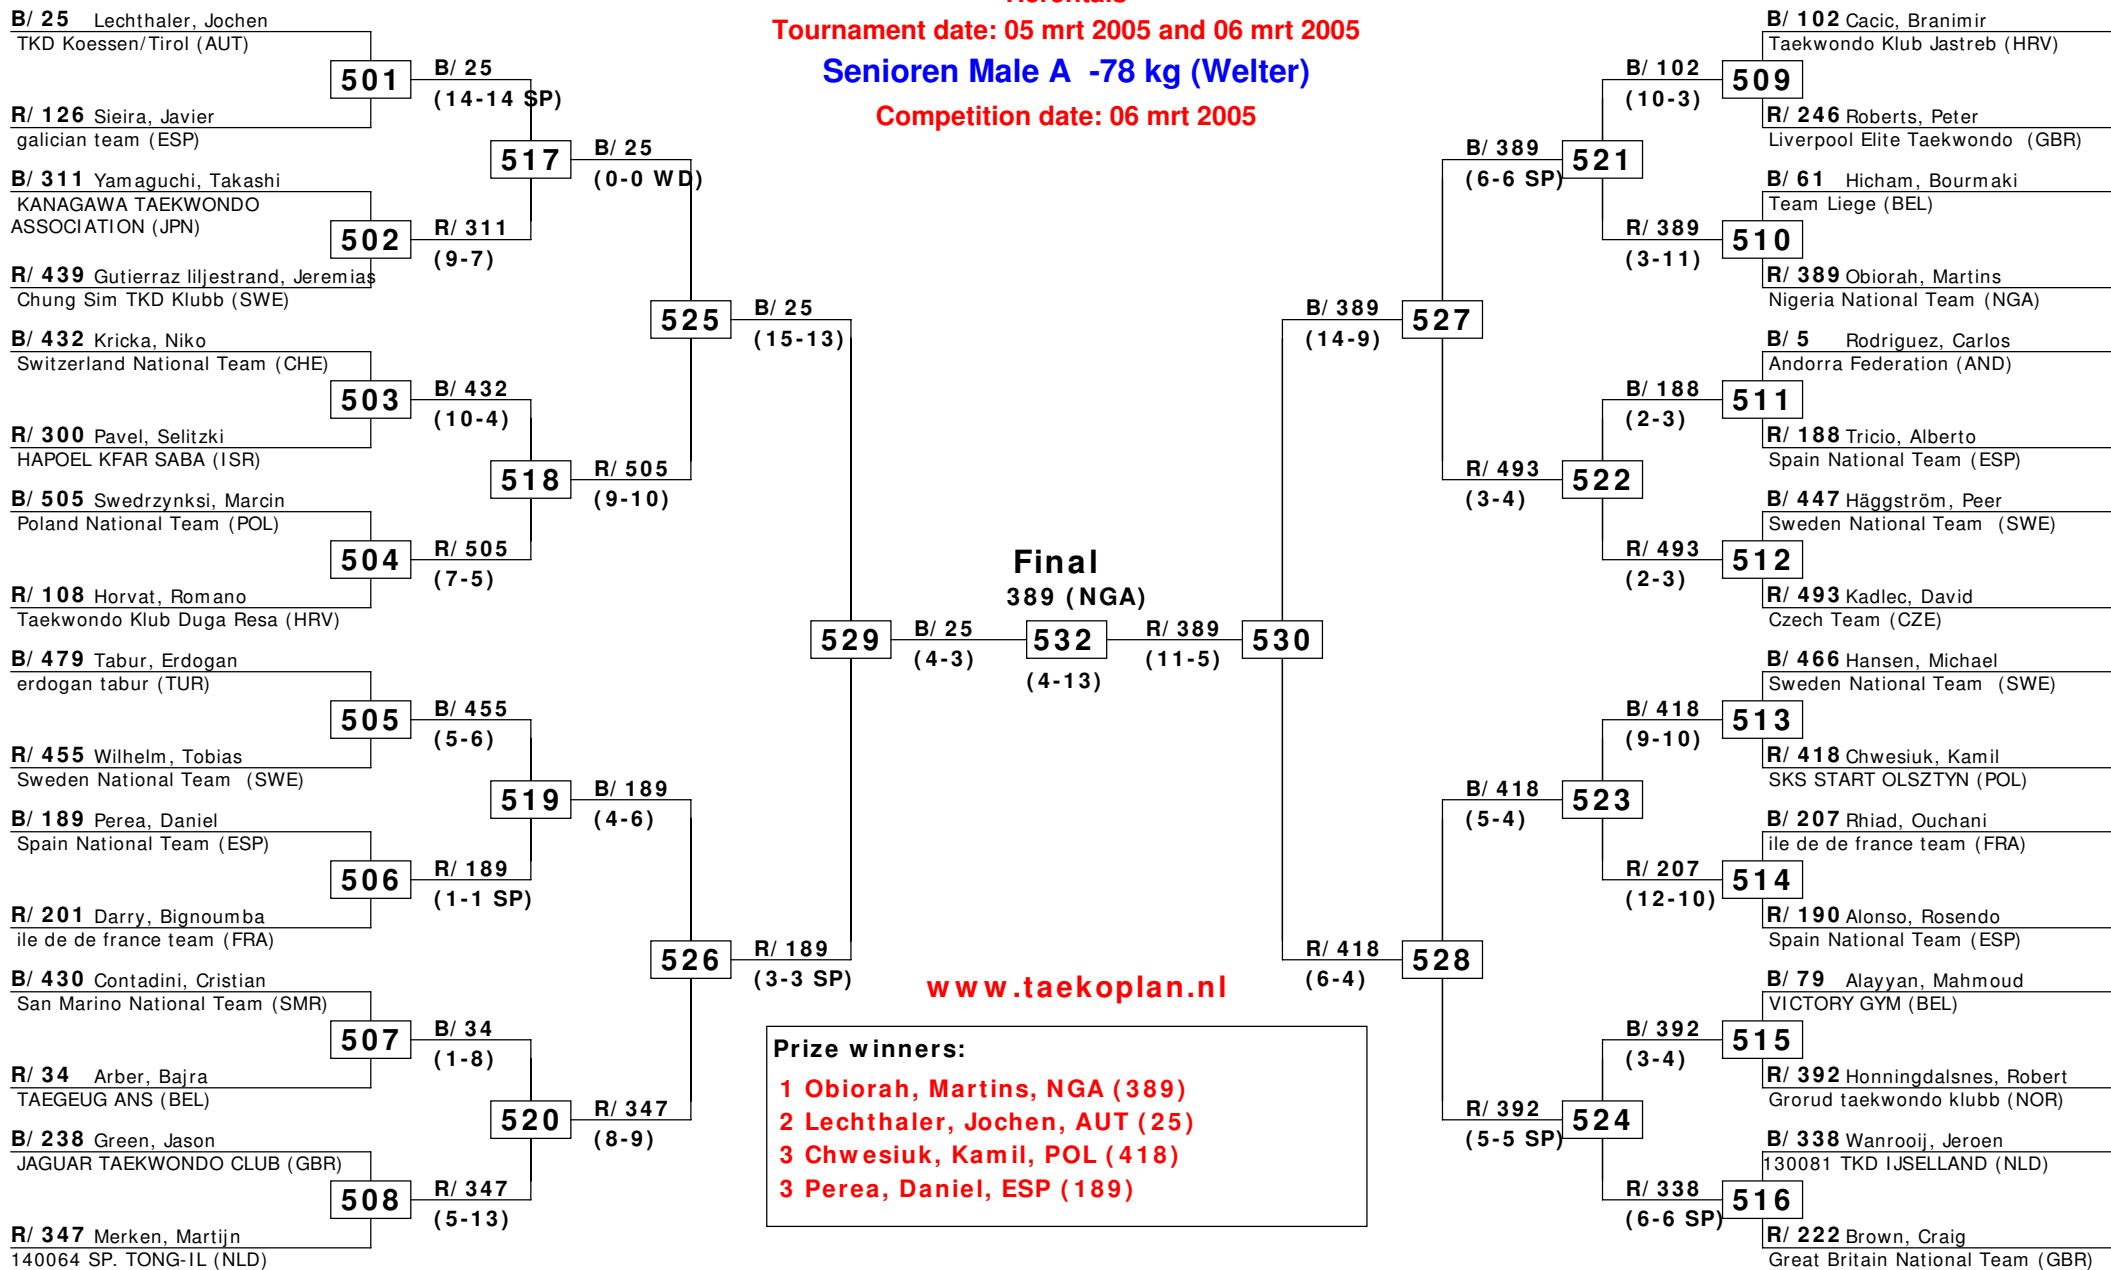 Herentals
Tournament date: 05 mrt 2005 and 06 mrt 2005
Senioren Male A -78 kg (Welter)
Competition date: 06 mrt 2005
B/ 25 Lechthaler, Jochen
TKD Koessen/Tirol (AUT)
501
R/ 126 Sieira, Javier
galician team (ESP)
B/ 311 Yamaguchi, Takashi
KANAGAWA TAEKWONDO
ASSOCIATION (JPN)
502
R/ 439 Gutierraz liljestrand, Jeremias
Chung Sim TKD Klubb (SWE)
B/ 432 Kricka, Niko
Switzerland National Team (CHE)
503
R/ 300 Pavel, Selitzki
HAPOEL KFAR SABA (ISR)
B/ 505 Swedrzynksi, Marcin
Poland National Team (POL)
504
R/ 108 Horvat, Romano
Taekwondo Klub Duga Resa (HRV)
B/ 479 Tabur, Erdogan
erdogan tabur (TUR)
505
R/ 455 Wilhelm, Tobias
Sweden National Team (SWE)
B/ 189 Perea, Daniel
Spain National Team (ESP)
506
R/ 201 Darry, Bignoumba
ile de de france team (FRA)
B/ 430 Contadini, Cristian
San Marino National Team (SMR)
507
R/ 34 Arber, Bajra
TAEGEUG ANS (BEL)
B/ 238 Green, Jason
JAGUAR TAEKWONDO CLUB (GBR)
508
R/ 347 Merken, Martijn
140064 SP. TONG-IL (NLD)
B/ 25
(14-14 SP)
517
R/ 311
(9-7)
B/ 432
(10-4)
518
R/ 505
(7-5)
B/ 455
(5-6)
519
R/ 189
(1-1 SP)
B/ 34
(1-8)
520
R/ 347
(5-13)
B/ 25
(0-0 WD)
525
R/ 505
(9-10)
B/ 189
(4-6)
526
R/ 347
(8-9)
B/ 25
(15-13)
529
R/ 189
(3-3 SP)
B/ 25
(4-3)
Final
389 (NGA)
532
(4-13)
R/ 389
(11-5)
530
B/ 389
(14-9)
527
R/ 418
(6-4)
528
B/ 389
(6-6 SP)
521
R/ 493
(3-4)
522
B/ 418
(5-4)
523
R/ 392
(5-5 SP)
524
B/ 102
(10-3)
R/ 389
(3-11)
B/ 188
(2-3)
R/ 493
(2-3)
B/ 418
(9-10)
R/ 207
(12-10)
B/ 392
(3-4)
R/ 338
(6-6 SP)
B/ 102 Cacic, Branimir
Taekwondo Klub Jastreb (HRV)
509
R/ 246 Roberts, Peter
Liverpool Elite Taekwondo (GBR)
B/ 61 Hicham, Bourmaki
Team Liege (BEL)
510
R/ 389 Obiorah, Martins
Nigeria National Team (NGA)
B/ 5 Rodriguez, Carlos
Andorra Federation (AND)
511
R/ 188 Tricio, Alberto
Spain National Team (ESP)
B/ 447 Häggström, Peer
Sweden National Team (SWE)
512
R/ 493 Kadlec, David
Czech Team (CZE)
B/ 466 Hansen, Michael
Sweden National Team (SWE)
513
R/ 418 Chwesiuk, Kamil
SKS START OLSZTYN (POL)
B/ 207 Rhiad, Ouchani
ile de de france team (FRA)
514
R/ 190 Alonso, Rosendo
Spain National Team (ESP)
B/ 79 Alayyan, Mahmoud
VICTORY GYM (BEL)
515
R/ 392 Honningdalsnes, Robert
Grorud taekwondo klubb (NOR)
B/ 338 Wanrooij, Jeroen
130081 TKD IJSELLAND (NLD)
516
R/ 222 Brown, Craig
Great Britain National Team (GBR)
www.taekoplan.nl
Prize winners:
1 Obiorah, Martins, NGA (389)
2 Lechthaler, Jochen, AUT (25)
3 Chwesiuk, Kamil, POL (418)
3 Perea, Daniel, ESP (189)